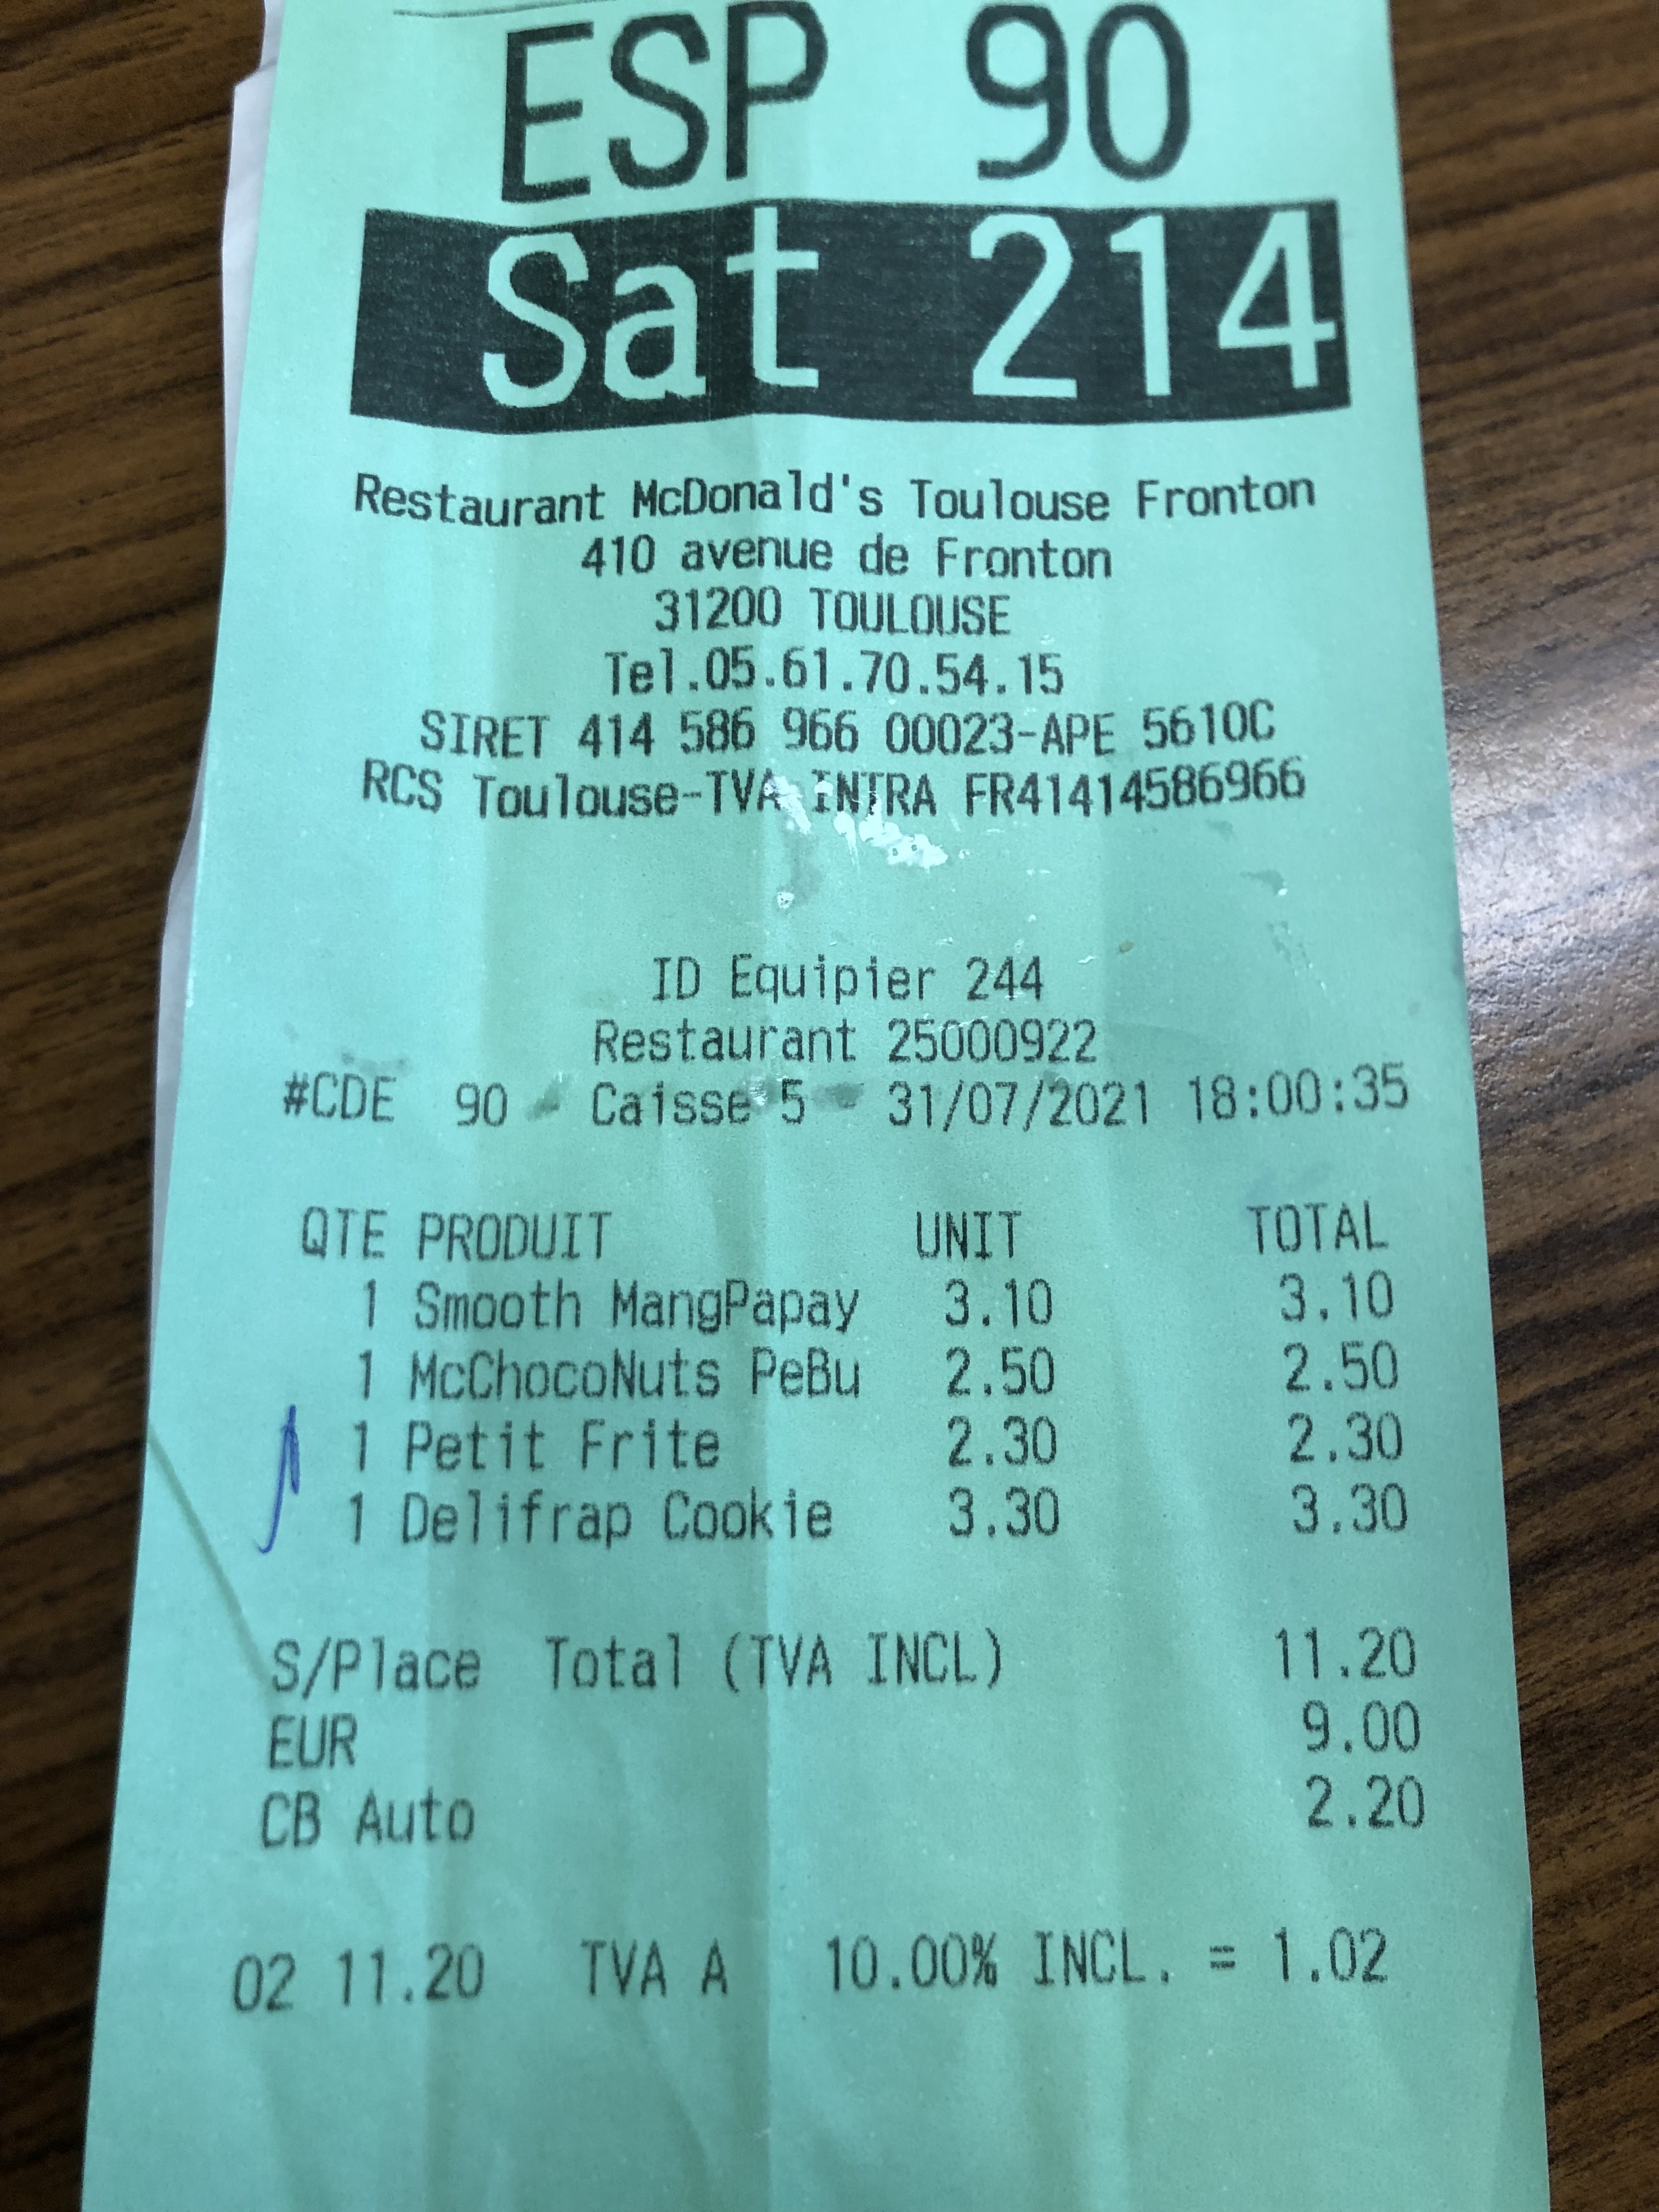 ESP 90
Sat 214
Restaurant McDonald's Toulouse Fronton
410 avenue de Fronton
31200 TOULOUSE
Tel.05.61.70.54.15
SIRET 414 586 966 00023-APE 5610C
RCS Toulouse-TVA INTRA FR41414586966
ID Equipier 244
Restaurant 25000922
#CDE 90 - Caisse 5 - 31/07/2021 18:00:35
QTE PRODUIT UNIT TOTAL
1 Smooth MangPapay 3.10 3.10
1 McChocoNuts PeBu 2.50 2.50
1 Petit Frite 2.30 2.30
1 Delifrap Cookie 3.30 3.30
S/Place Total (TVA INCL) 11.20
EUR 9.00
CB Auto 2.20
02 11.20 TVA A 10.00% INCL. = 1.02